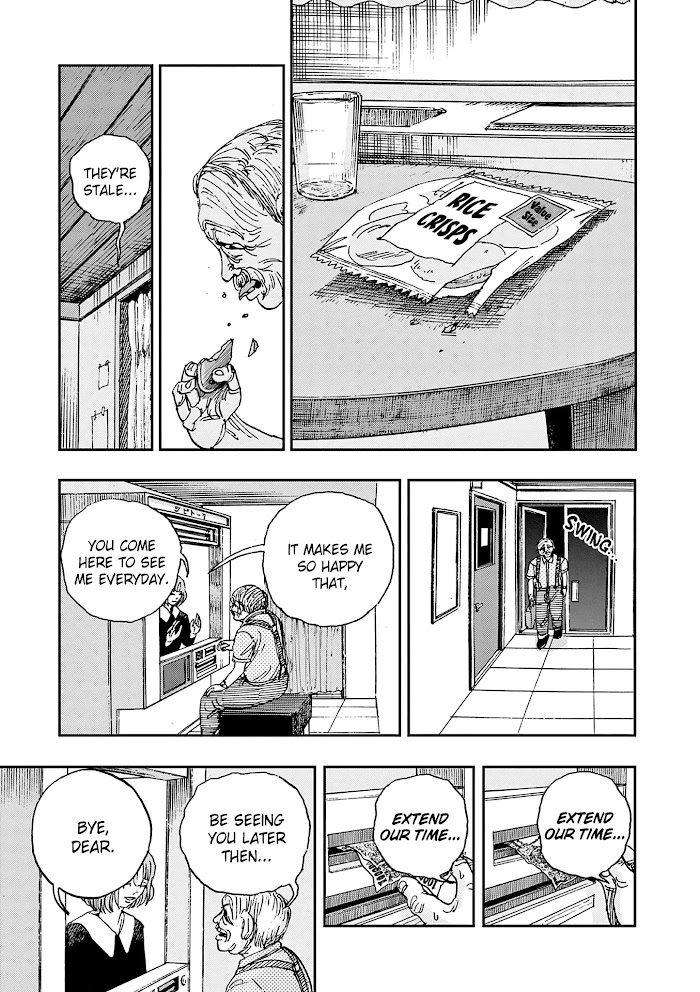 RICE
CRISPS
Value
Size
THEY'RE
STALE...
SWING...
IT MAKES ME
SO HAPPY
THAT,
YOU COME
HERE TO SEE
ME EVERYDAY.
EXTEND
OUR TIME...
EXTEND
OUR TIME...
BE SEEING
YOU LATER
THEN...
BYE,
DEAR.